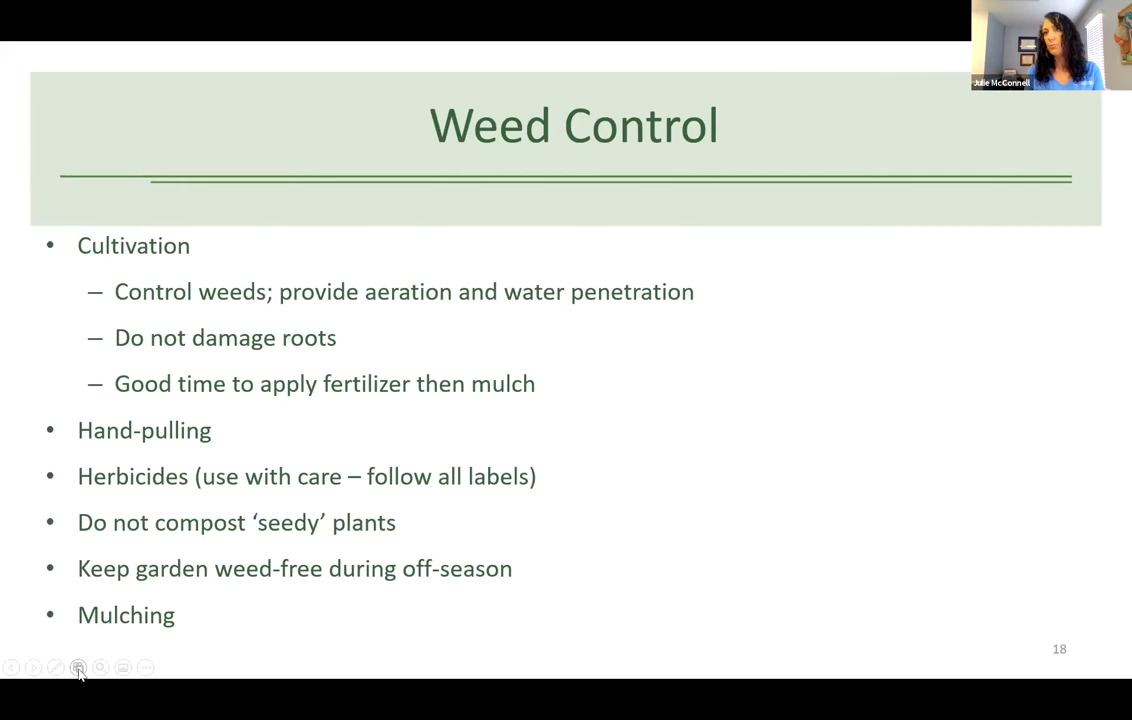 Julie McConnell
Weed Control
• Cultivation
– Control weeds; provide aeration and water penetration
– Do not damage roots
– Good time to apply fertilizer then mulch
• Hand-pulling
• Herbicides (use with care – follow all labels)
• Do not compost ‘seedy’ plants
• Keep garden weed-free during off-season
• Mulching
18